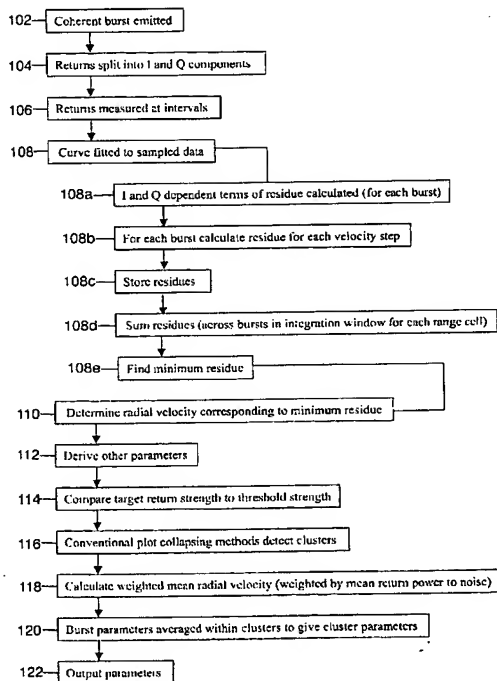 102 Coherent burst emitted
104 Returns split into I and Q components
106 Returns measured at intervals
108 Curve fitted to sampled data
108a I and Q dependent terms of residue calculated (for each burst)
108b For each burst calculate residue for each velocity step
108c Store residues
108d Sum residues (across bursts in integration window for each range cell)
108e Find minimum residue
110 Determine radial velocity corresponding to minimum residue
112 Derive other parameters
114 Compare target return strength to threshold strength
116 Conventional plot collapsing methods detect clusters
118 Calculate weighted mean radial velocity (weighted by mean return power to noise)
120 Burst parameters averaged within clusters to give cluster parameters
122 Output parameters